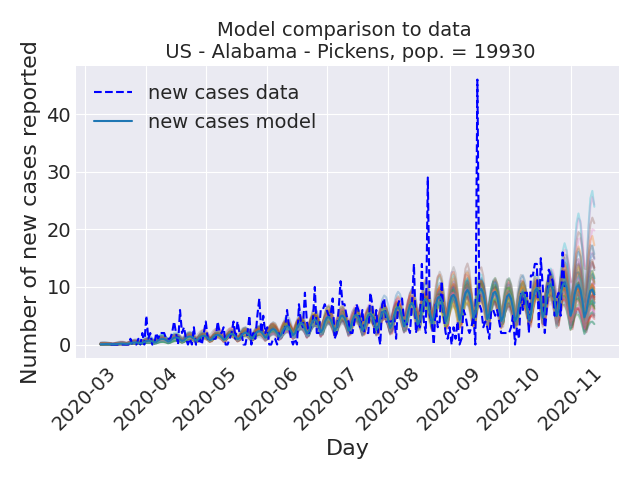 Model comparison to data
US - Alabama - Pickens, pop. = 19930
Number of new cases reported
new cases data
new cases model
40
30
20
10
0
2020-03
2020-04
2020-05
2020-06
2020-07
2020-08
2020-09
2020-10
2020-11
Day